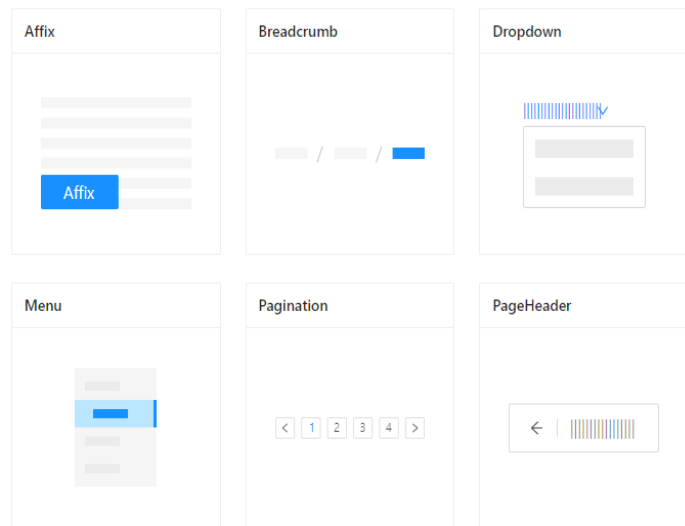 Affix
Breadcrumb
Dropdown
Affix
Menu
Pagination
PageHeader
< 1 2 3 4 >